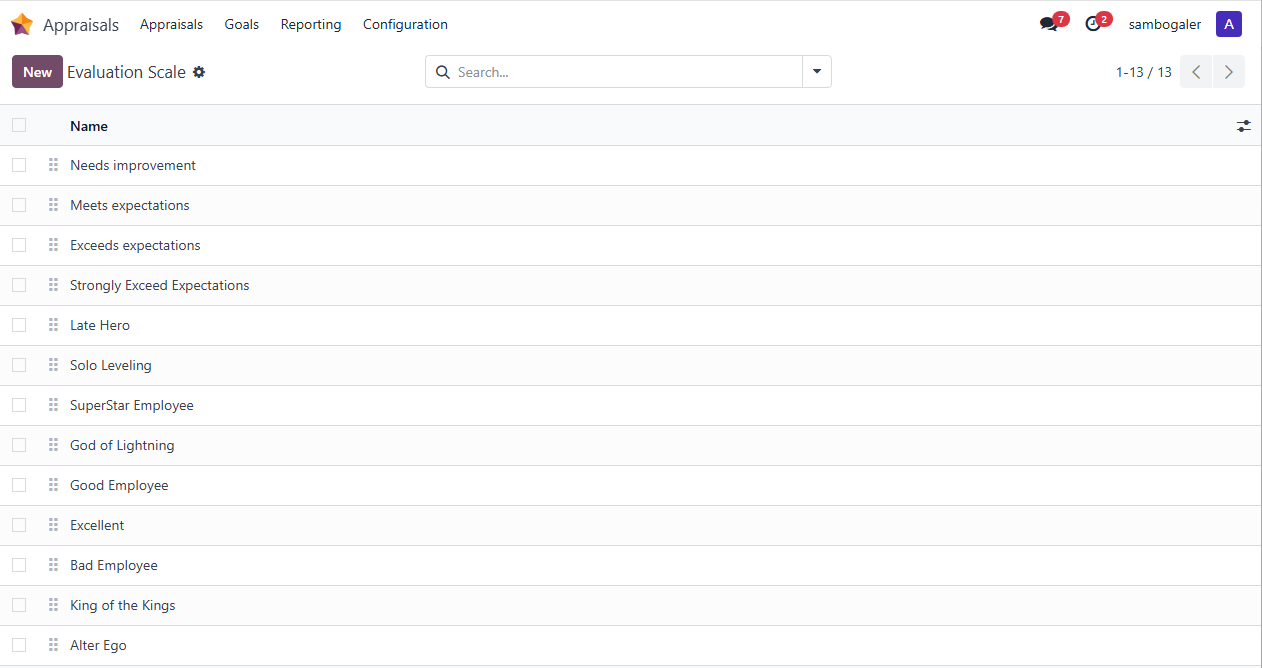 Appraisals Appraisals Goals Reporting Configuration 7 2 sambogaler A
New Evaluation Scale Search... 1-13 / 13
Name
Needs improvement
Meets expectations
Exceeds expectations
Strongly Exceed Expectations
Late Hero
Solo Leveling
SuperStar Employee
God of Lightning
Good Employee
Excellent
Bad Employee
King of the Kings
Alter Ego